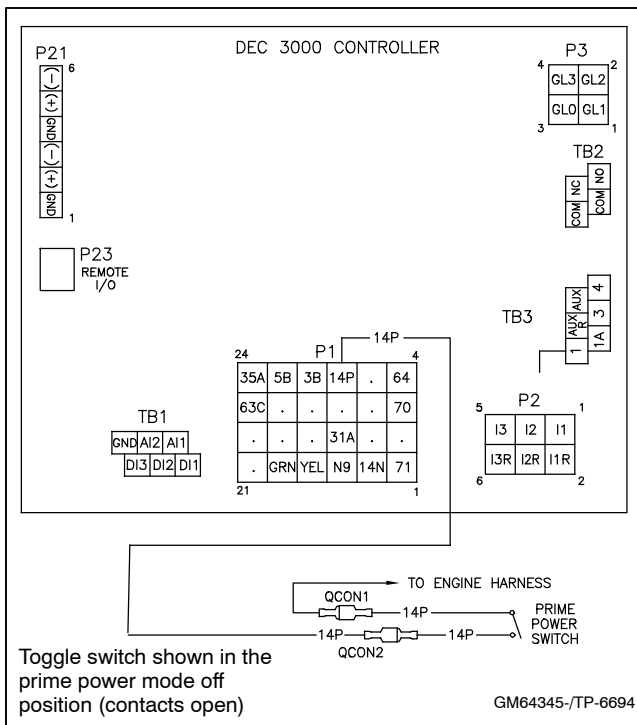 DEC 3000 CONTROLLER
P21
6
(-)
(+)
GND
(-)
(+)
GND
1
P23
REMOTE
I/O
P3
4 2
GL3 GL2
GL0 GL1
3 1
TB2
COM NC
COM NO
TB3
AUX
AUX R
1
4
3
1A
14P
P1
24 4
35A 5B 3B 14P . 64
63C . . . . 70
. . . 31A . .
. GRN YEL N9 14N 71
21 1
TB1
GND AI2 AI1
DI3 DI2 DI1
P2
5 1
I3 I2 I1
I3R I2R I1R
6 2
TO ENGINE HARNESS
QCON1
14P
14P
QCON2
14P
PRIME
POWER
SWITCH
Toggle switch shown in the
prime power mode off
position (contacts open)
GM64345-/TP-6694